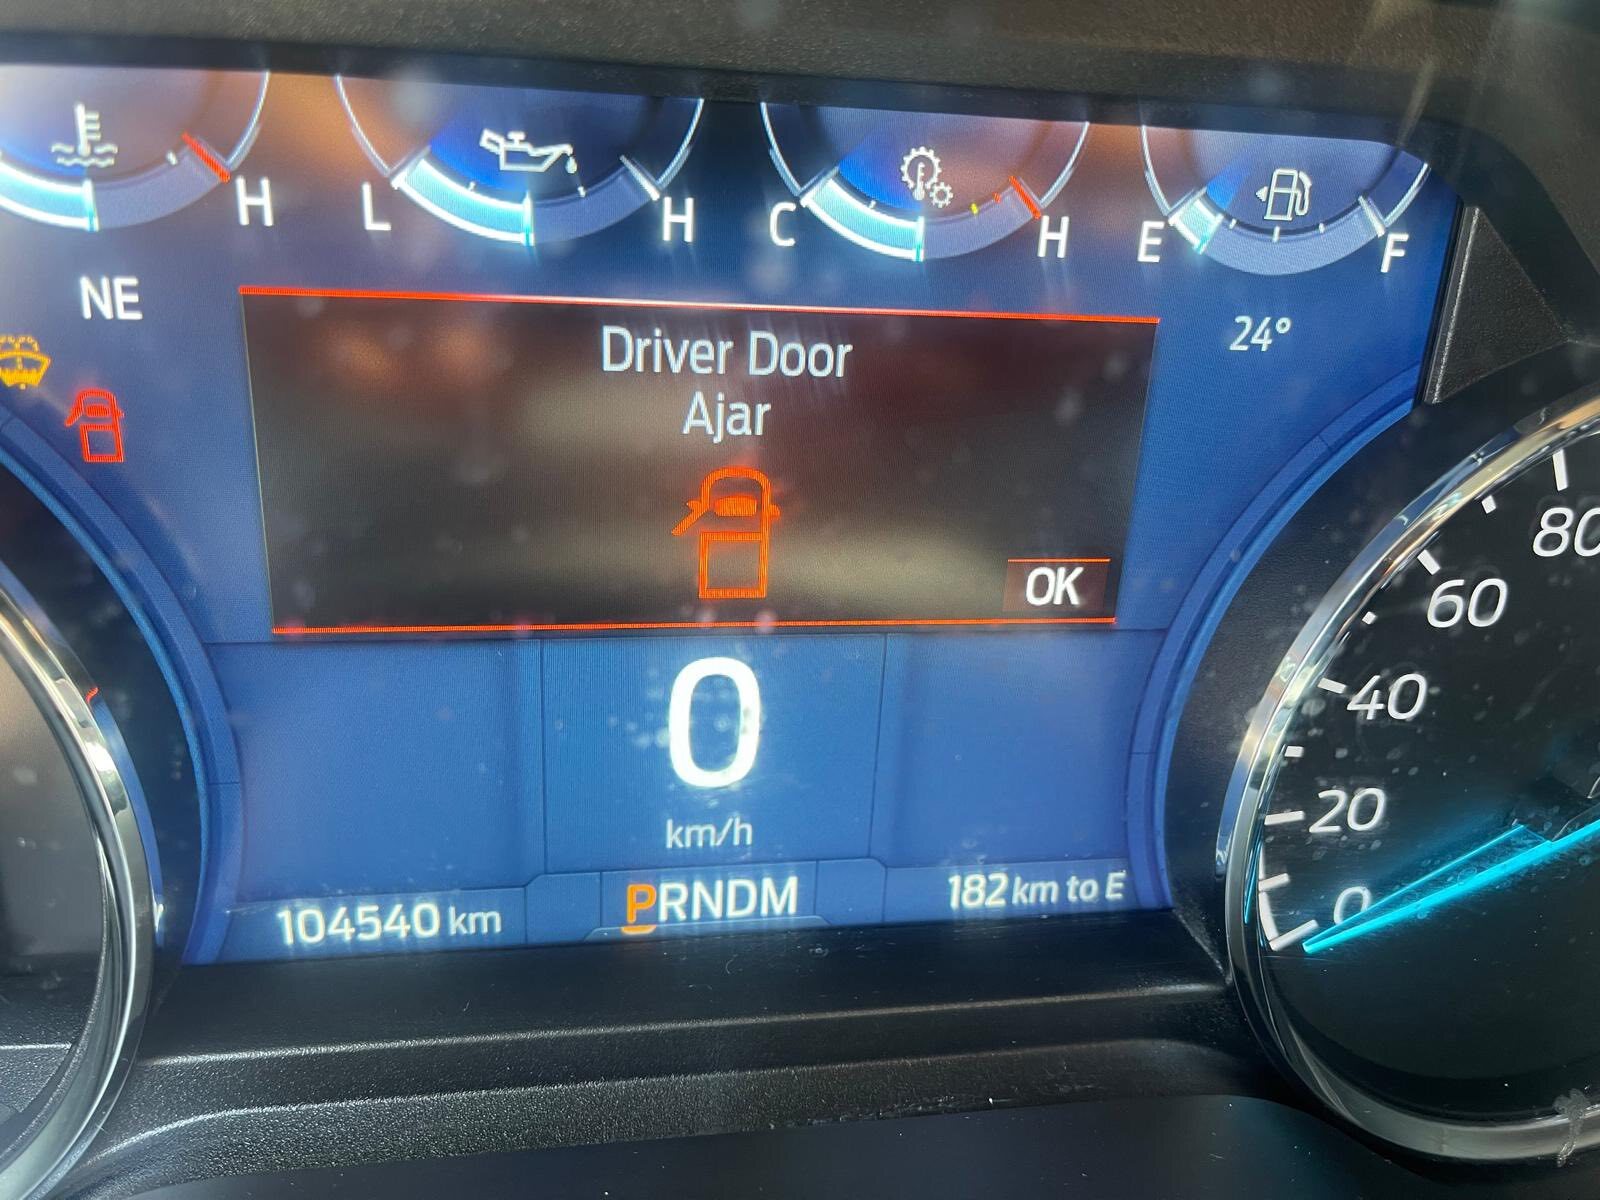 H
L
H
C
H
E
F
NE
24°
Driver Door
Ajar
OK
0
km/h
104540 km
PRNDM
182 km to E
80
60
40
20
0